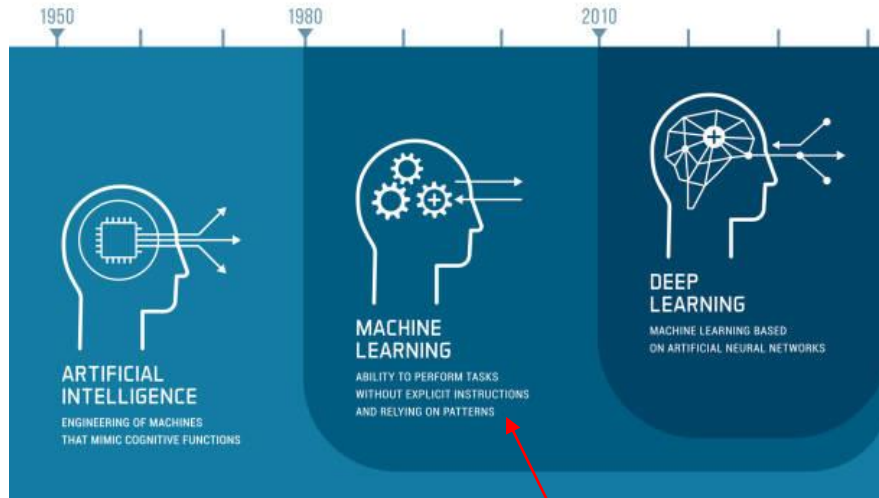 1950 1980 2010
ARTIFICIAL
INTELLIGENCE
ENGINEERING OF MACHINES
THAT MIMIC COGNITIVE FUNCTIONS
MACHINE
LEARNING
ABILITY TO PERFORM TASKS
WITHOUT EXPLICIT INSTRUCTIONS
AND RELYING ON PATTERNS
DEEP
LEARNING
MACHINE LEARNING BASED
ON ARTIFICIAL NEURAL NETWORKS